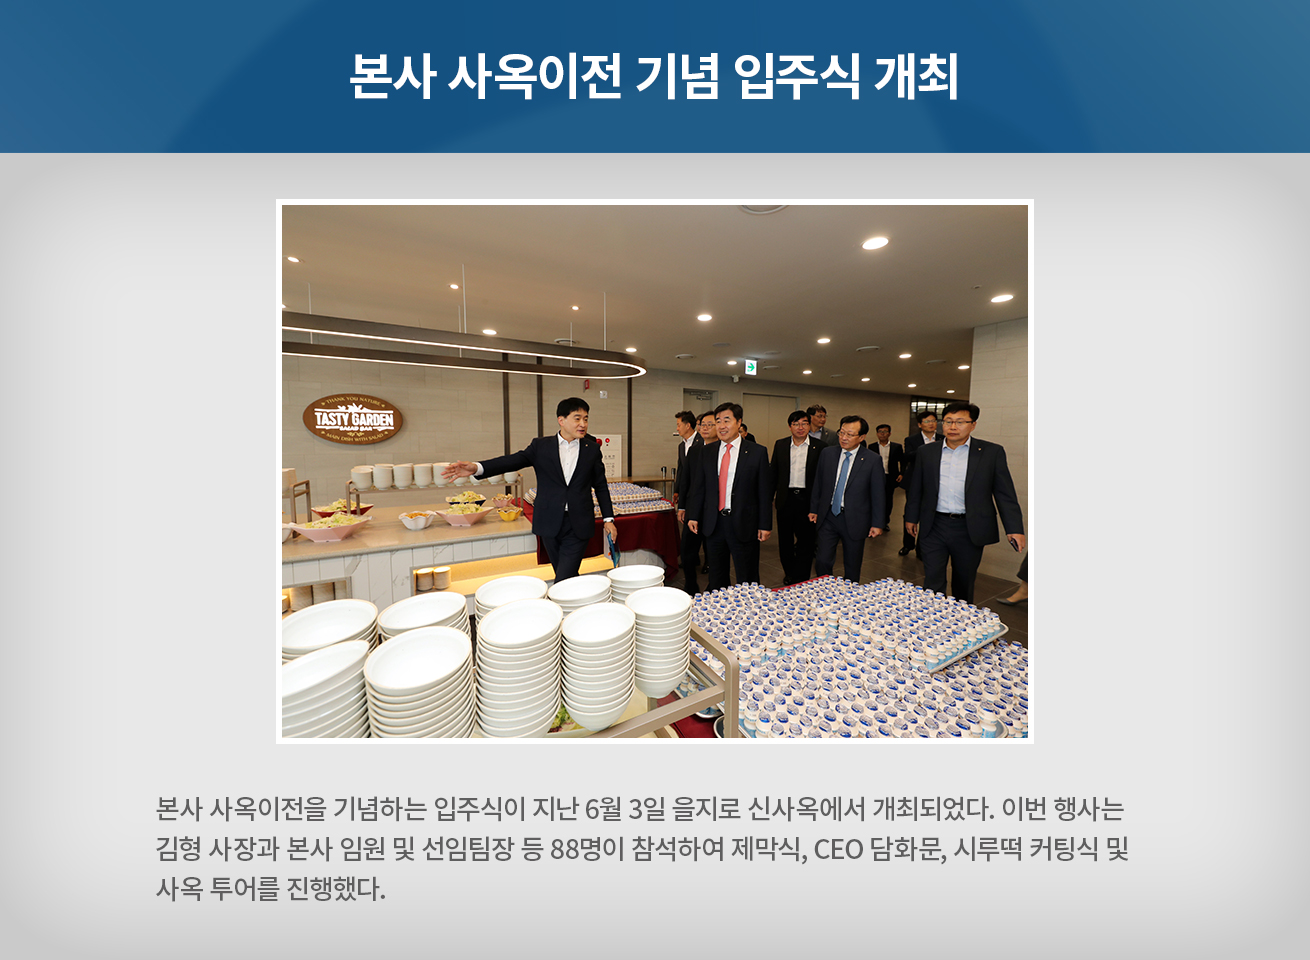 본사 사옥이전 기념 입주식 개최
THANK YOU NATURE
TASTY GARDEN
SALAD BAR
MAIN DISH WITH SALAD
본사 사옥이전을 기념하는 입주식이 지난 6월 3일 을지로 신사옥에서 개최되었다. 이번 행사는
김형 사장과 본사 임원 및 선임팀장 등 88명이 참석하여 제막식, CEO 담화문, 시루떡 커팅식 및
사옥 투어를 진행했다.